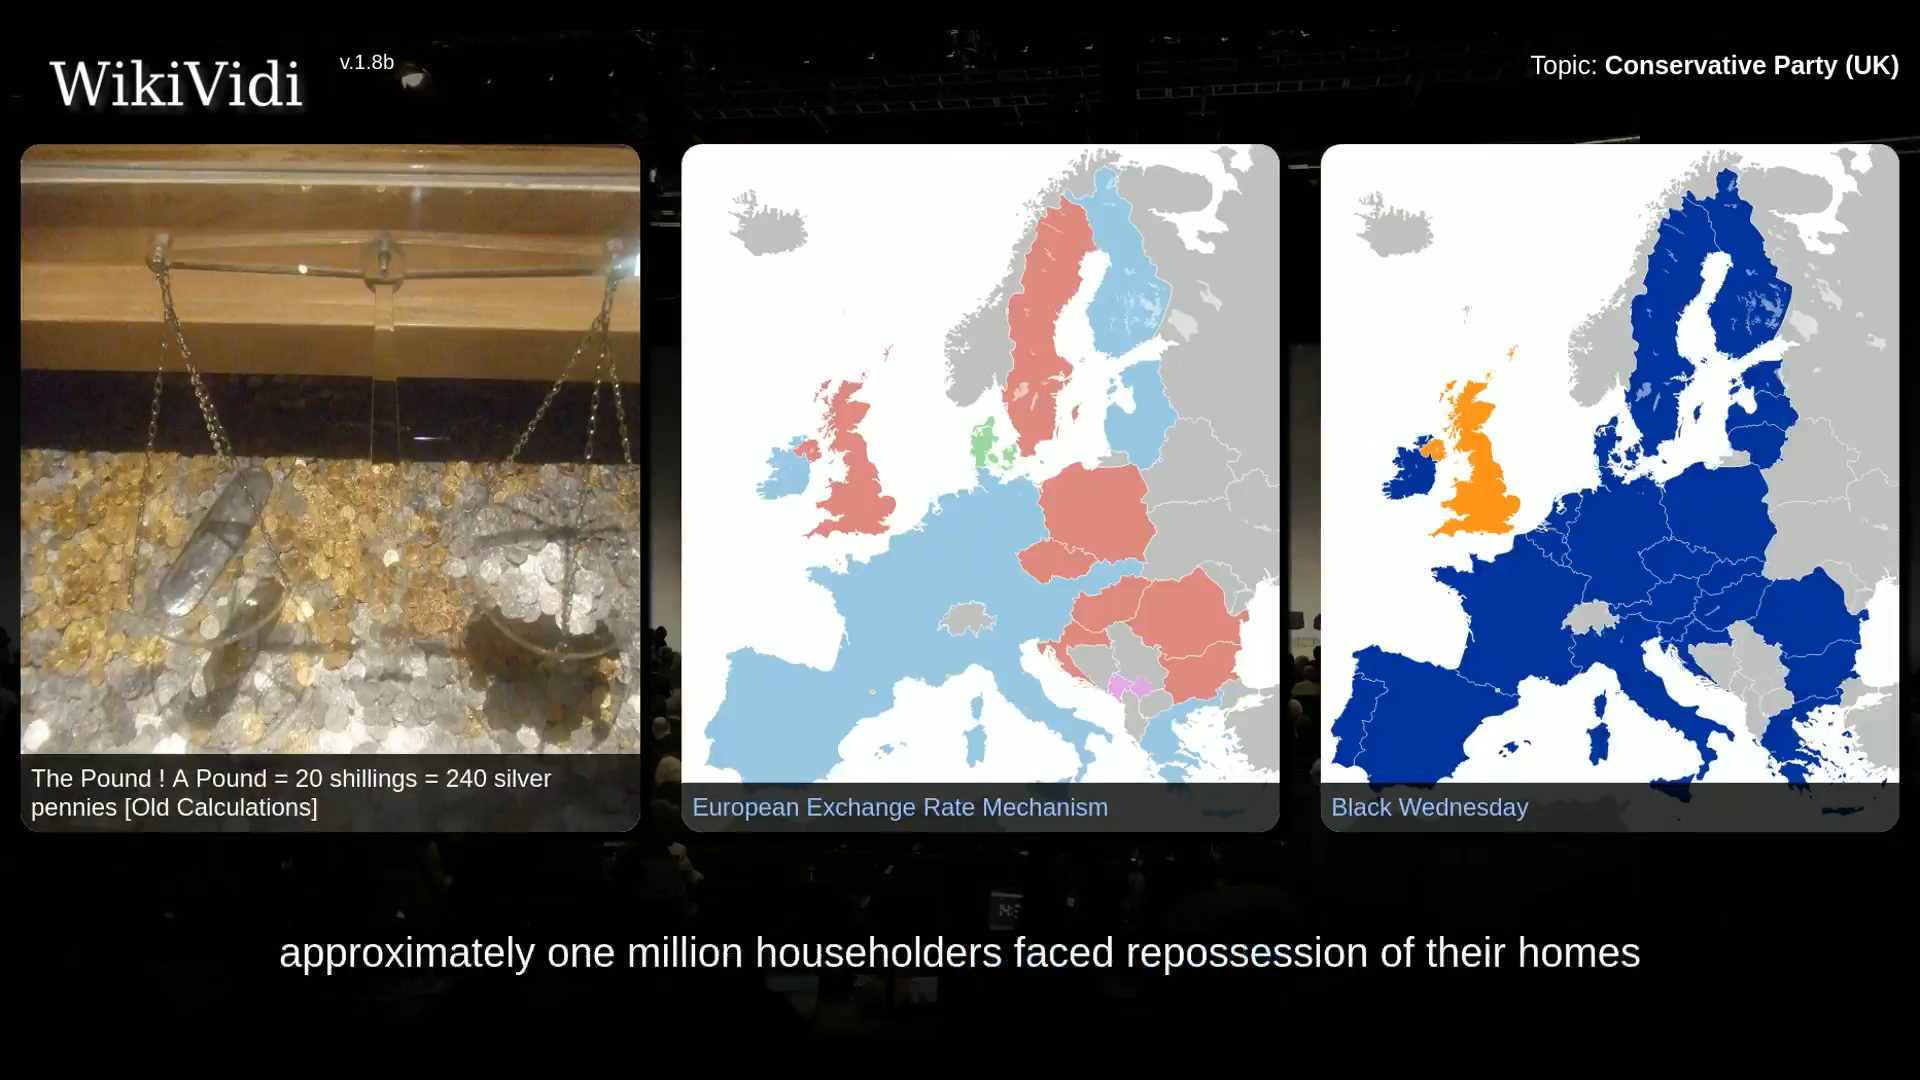 WikiVidi
v.1.8b
Topic: Conservative Party (UK)
The Pound ! A Pound = 20 shillings = 240 silver
pennies [Old Calculations]
European Exchange Rate Mechanism
Black Wednesday
approximately one million householders faced repossession of their homes